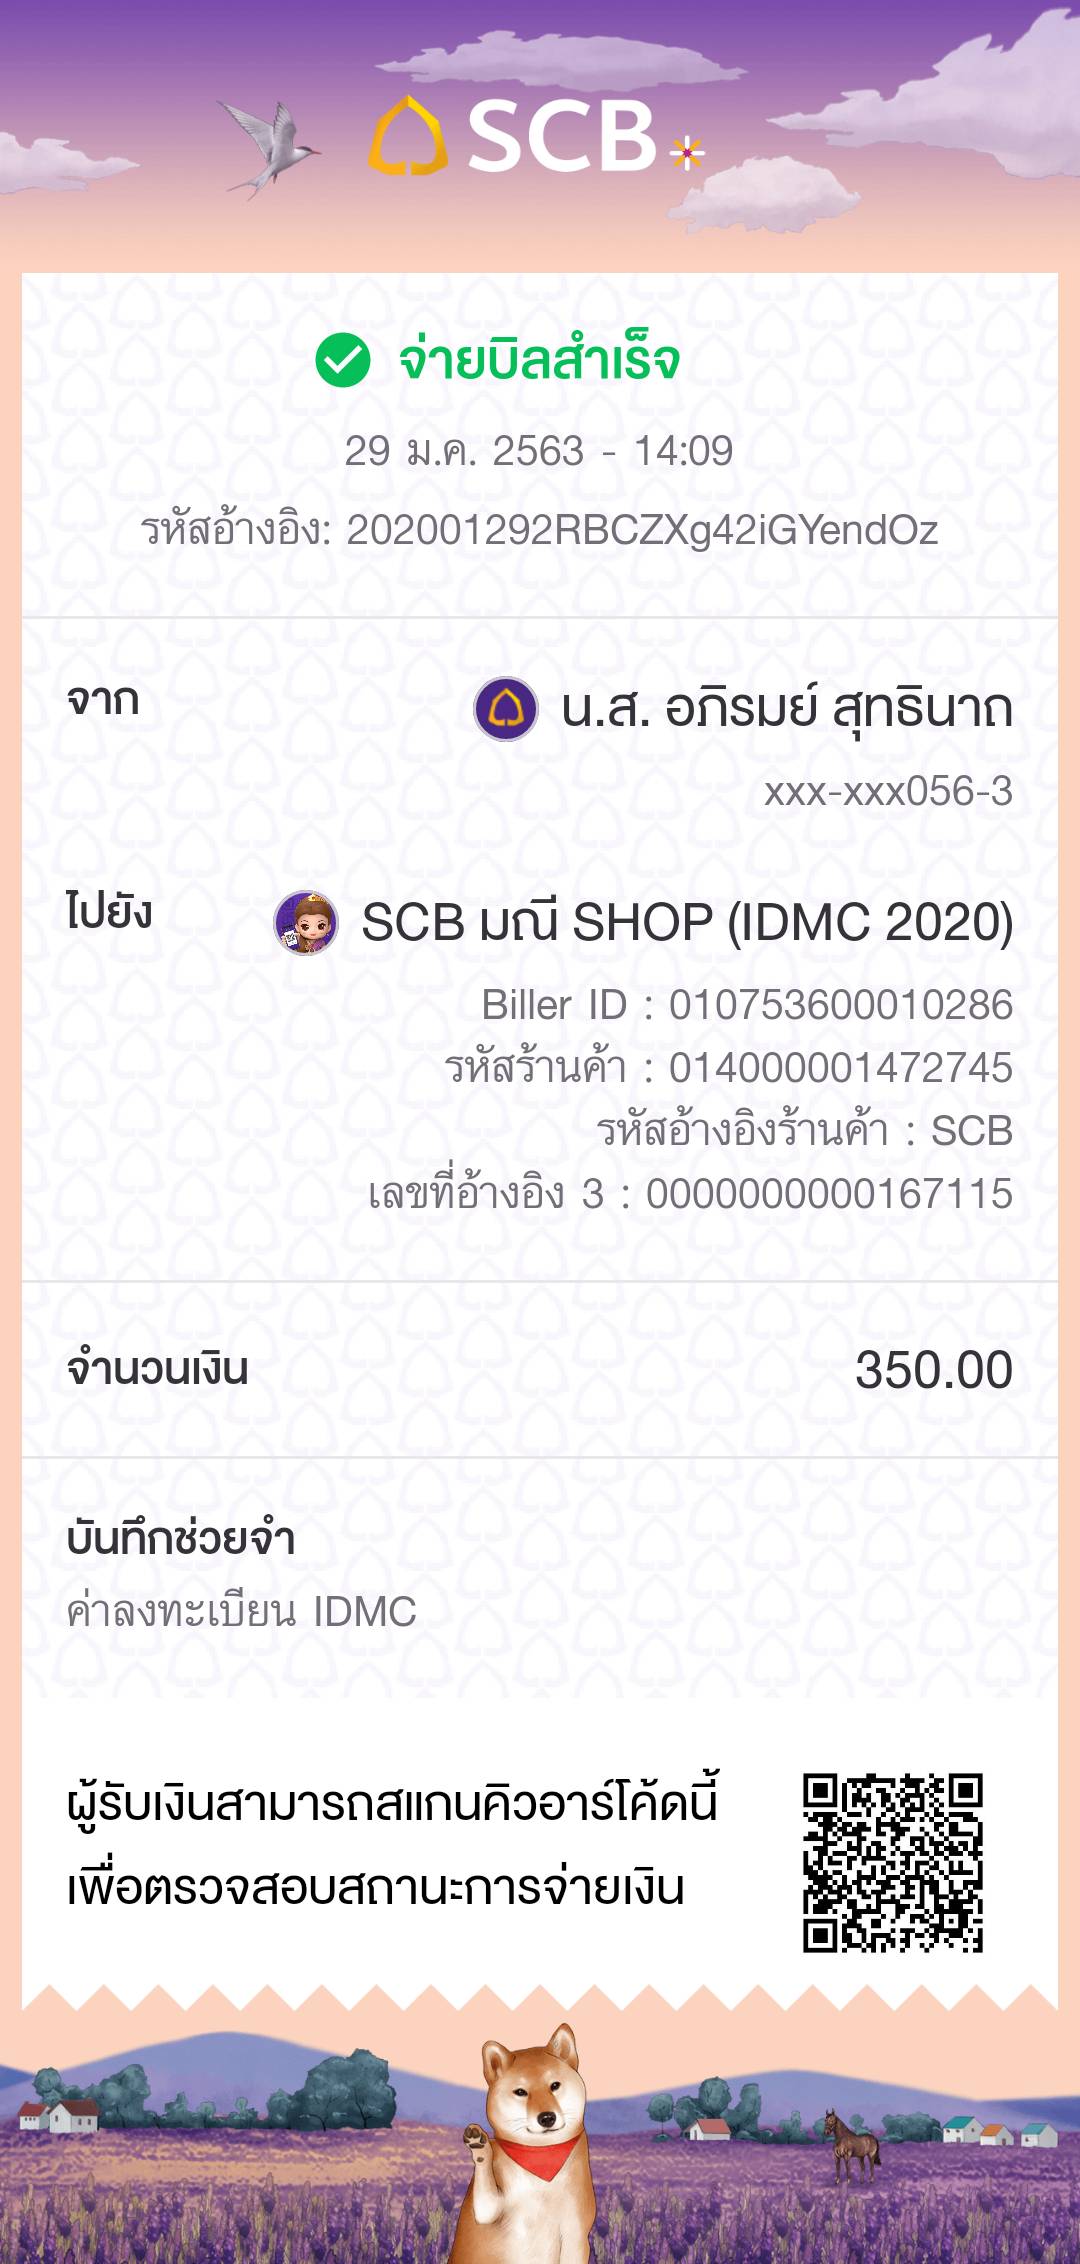 SCB
จ่ายบิลสำเร็จ
29 ม.ค. 2563 - 14:09
รหัสอ้างอิง: 202001292RBCZXg42iGYendOz
จาก
น.ส. อภิรมย์ สุทธินาถ
xxx-xxx056-3
ไปยัง
SCB มณี SHOP (IDMC 2020)
Biller ID : 010753600010286
รหัสร้านค้า : 014000001472745
รหัสอ้างอิงร้านค้า : SCB
เลขที่อ้างอิง 3 : 0000000000167115
จำนวนเงิน 350.00
บันทึกช่วยจำ
ค่าลงทะเบียน IDMC
ผู้รับเงินสามารถสแกนคิวอาร์โค้ดนี้
เพื่อตรวจสอบสถานะการจ่ายเงิน